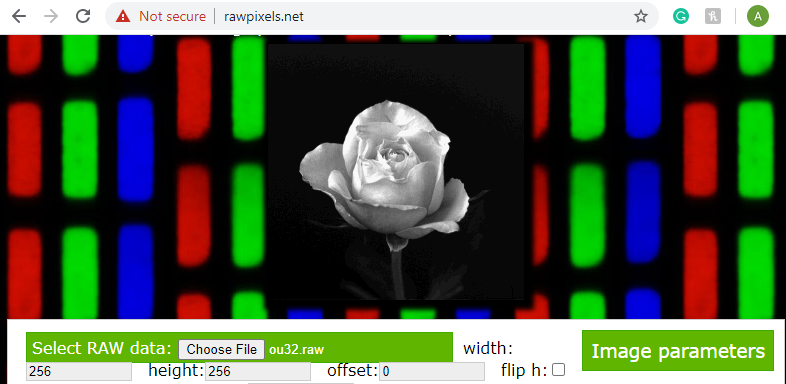 Not secure | rawpixels.net
A
Select RAW data: Choose File ou32.raw width:
256 height: 256 offset: 0 flip h:
Image parameters